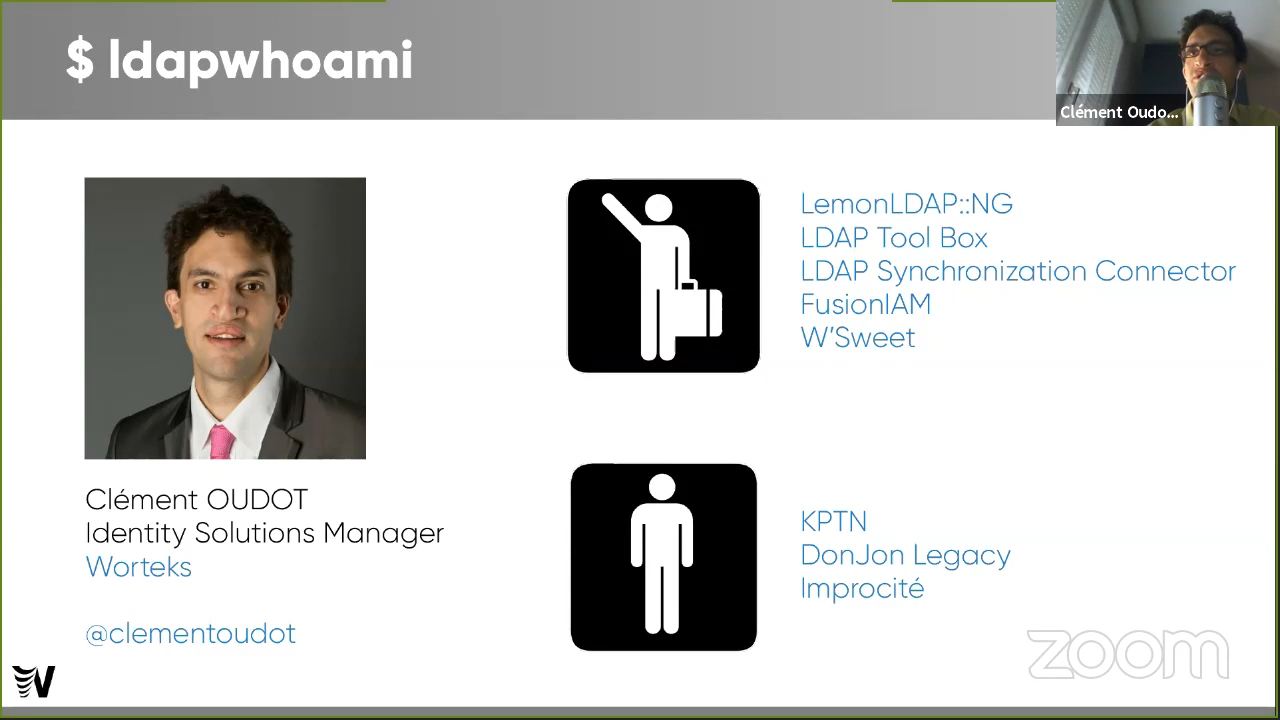 $ ldapwhoami
Clément Oudo...
LemonLDAP::NG
LDAP Tool Box
LDAP Synchronization Connector
FusionIAM
W'Sweet
Clément OUDOT
Identity Solutions Manager
Worteks
@clementoudot
KPTN
DonJon Legacy
Improcité
zoom
W